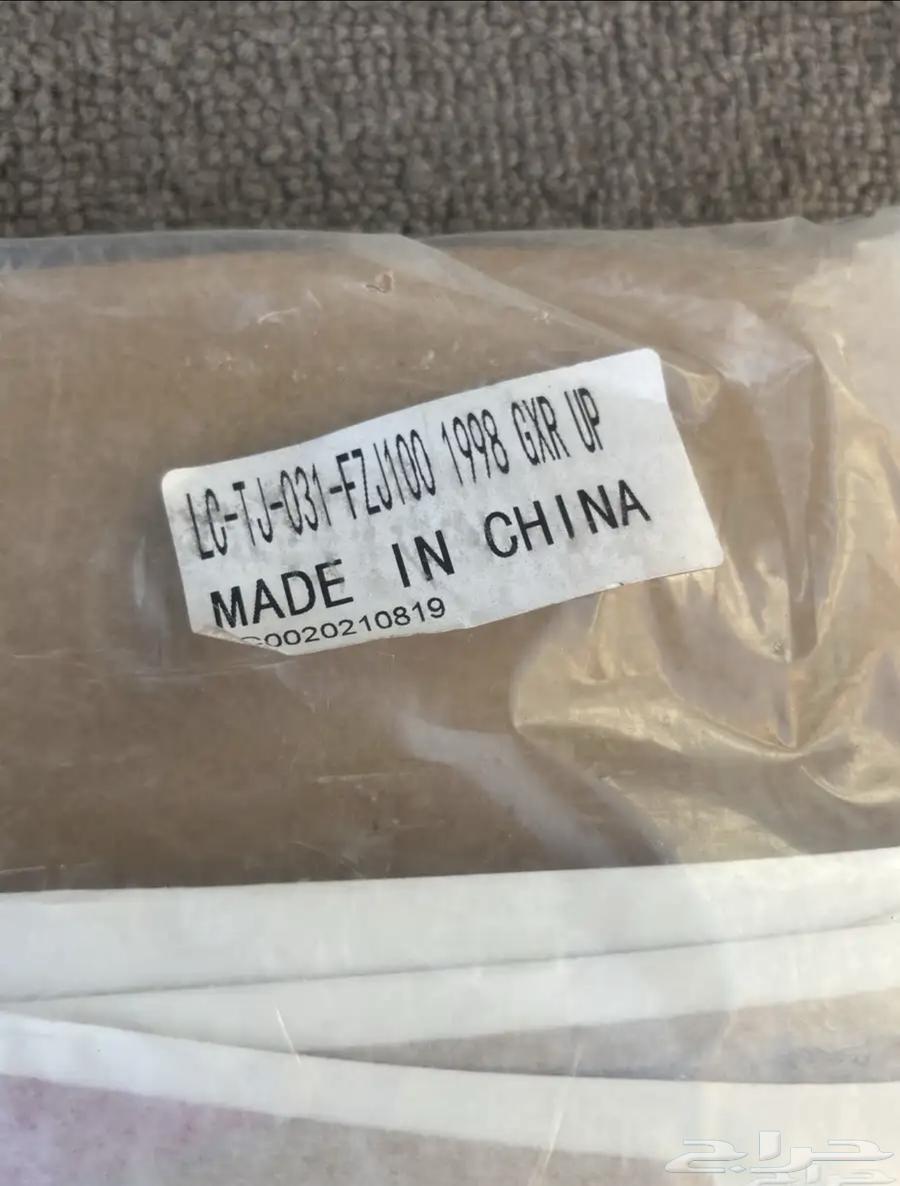 LC-TJ-031-FZJ100 1998 GXR UP
MADE IN CHINA
0020210819
حراج